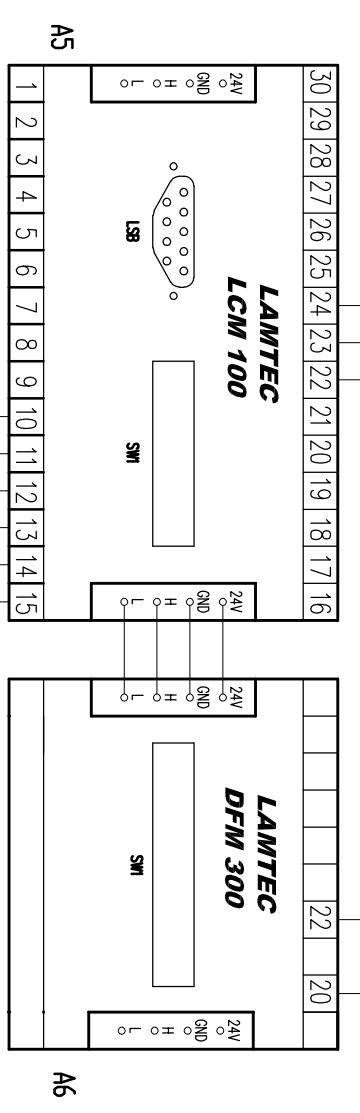 A5
1 2 3 4 5 6 7 8 9 10 11 12 13 14 15
L H GND 24V
LSB
LAMTEC
LCM 100
SW1
L H GND 24V
30 29 28 27 26 25 24 23 22 21 20 19 18 17 16
L H GND 24V
LAMTEC
DFM 300
SW1
22 20
L H GND 24V
A6